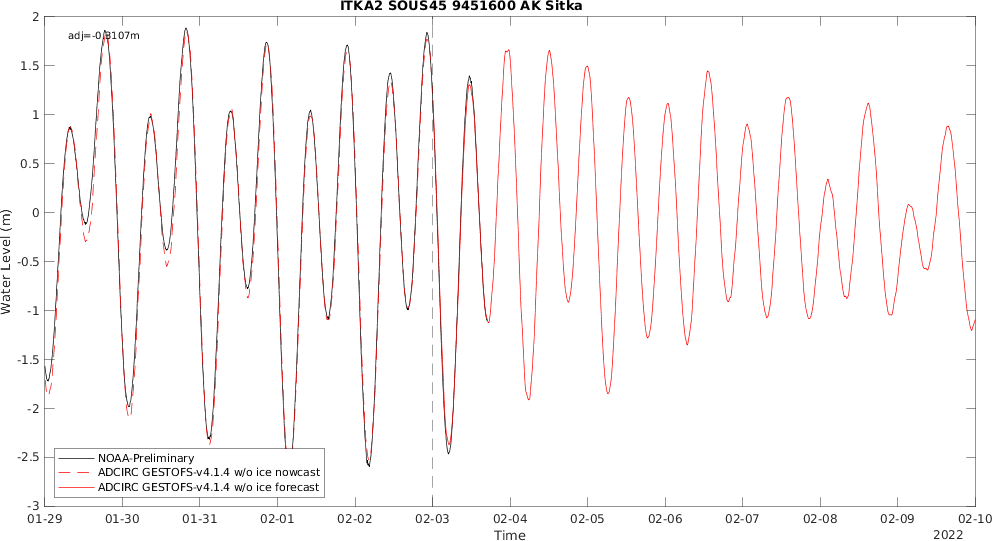 ITKA2 SOUS45 9451600 AK Sitka
adj=-0.3107m
2
1.5
1
0.5
0
-0.5
-1
-1.5
-2
-2.5
-3
Water Level (m)
NOAA-Preliminary
ADCIRC GESTOFS-v4.1.4 w/o ice nowcast
ADCIRC GESTOFS-v4.1.4 w/o ice forecast
01-29 01-30 01-31 02-01 02-02 02-03 02-04 02-05 02-06 02-07 02-08 02-09 02-10
Time
2022